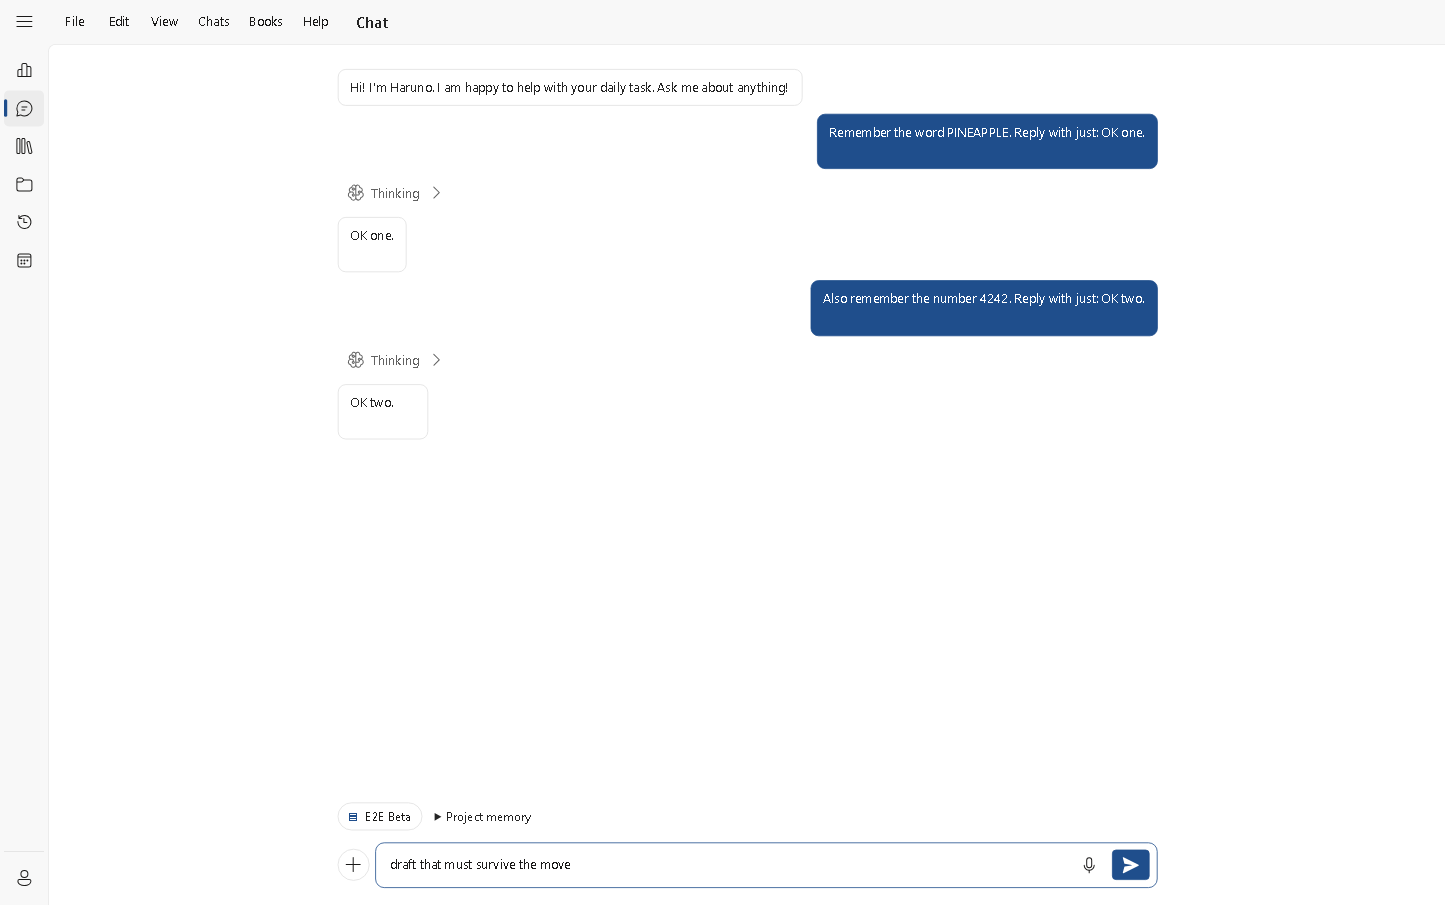 File Edit View Chats Books Help Chat
Hi! I'm Haruno. I am happy to help with your daily task. Ask me about anything!
Remember the word PINEAPPLE. Reply with just: OK one.
Thinking
OK one.
Also remember the number 4242. Reply with just: OK two.
Thinking
OK two.
E2E Beta Project memory
draft that must survive the move